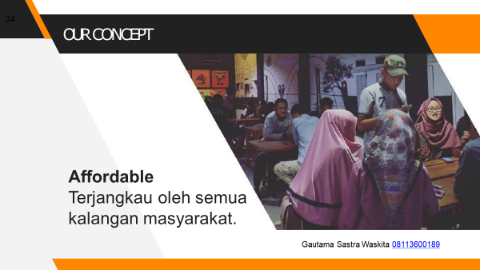 34
OUR CONCEPT
Affordable
Terjangkau oleh semua
kalangan masyarakat.
Gautama Sastra Waskita 08113600189